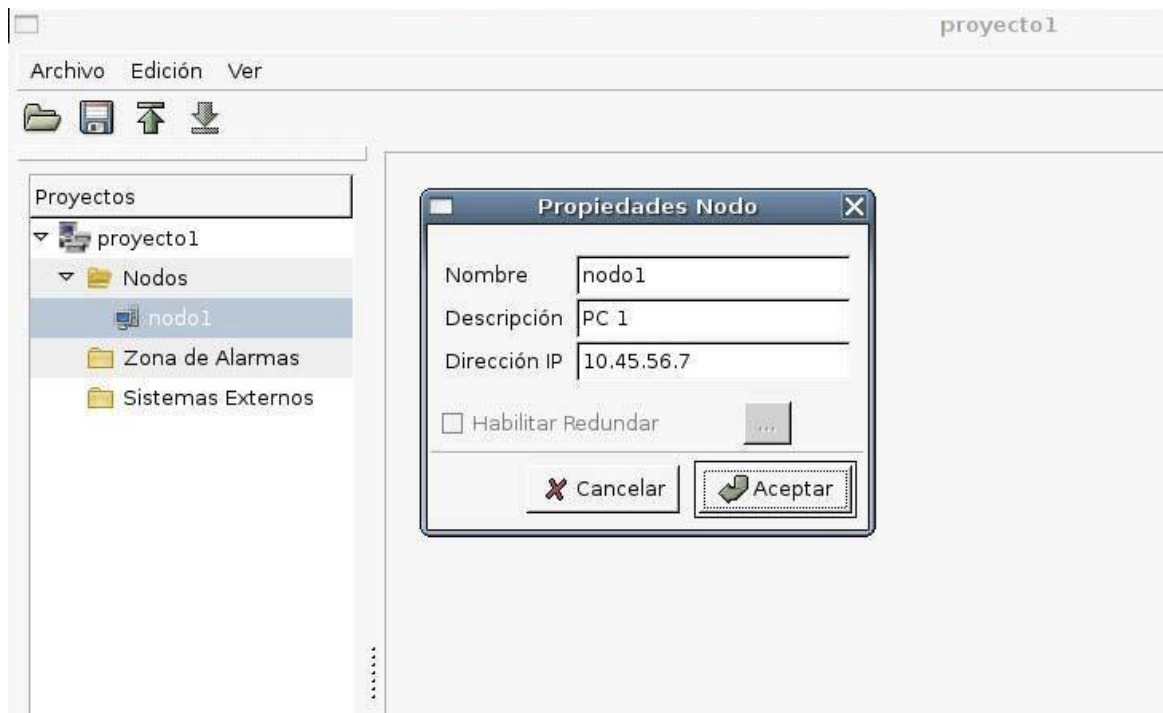 proyecto1
Archivo Edición Ver
Proyectos
proyecto1
Nodos
nodo1
Zona de Alarmas
Sistemas Externos
Propiedades Nodo
Nombre nodo1
Descripción PC 1
Dirección IP 10.45.56.7
Habilitar Redundar ...
Cancelar Aceptar